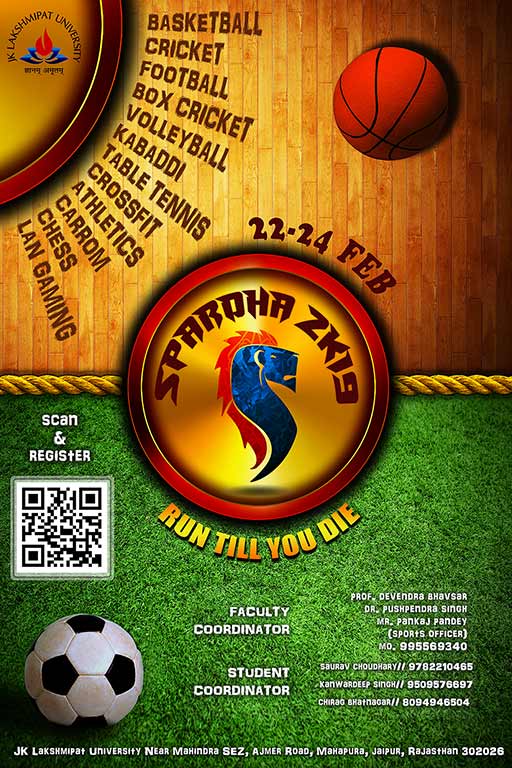 JK LAKSHMIPAT UNIVERSITY
ज्ञानम् अमृतम्
BASKETBALL
CRICKET
FOOTBALL
BOX CRICKET
VOLLEYBALL
KABADDI
TABLE TENNIS
CROSSFIT
ATHLETICS
CARROM
CHESS
LAN GAMING
22-24 FEB
SPARDHA 2K19
RUN TILL YOU DIE
SCAN
&
REGISTER
FACULTY
COORDINATOR
PROF. DEVENDRA BHAVSAR
DR. PUSHPENDRA SINGH
MR. PANKAJ PANDEY
(SPORTS OFFICER)
MO. 995569340
STUDENT
COORDINATOR
SAURAV CHOUDHARY// 9782210465
KANWARDEEP SINGH// 9509576697
CHIRAG BHATNAGAR// 8094946504
JK LAKSHMIPAT UNIVERSITY NEAR MAHINDRA SEZ, AJMER ROAD, MAHAPURA, JAIPUR, RAJASTHAN 302026